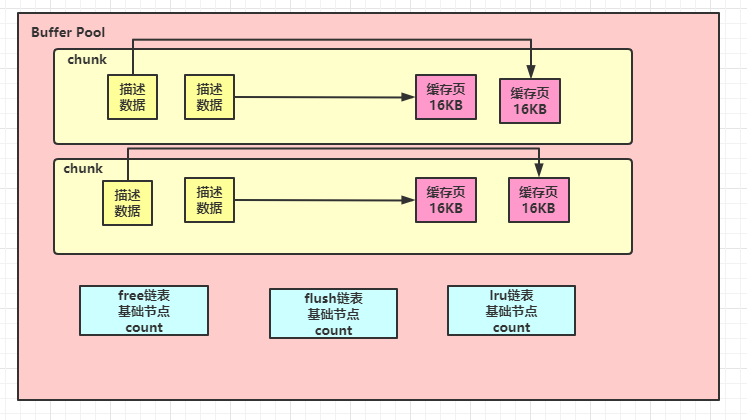 Buffer Pool
chunk
描述
数据
描述
数据
缓存页
16KB
缓存页
16KB
chunk
描述
数据
描述
数据
缓存页
16KB
缓存页
16KB
free链表
基础节点
count
flush链表
基础节点
count
lru链表
基础节点
count